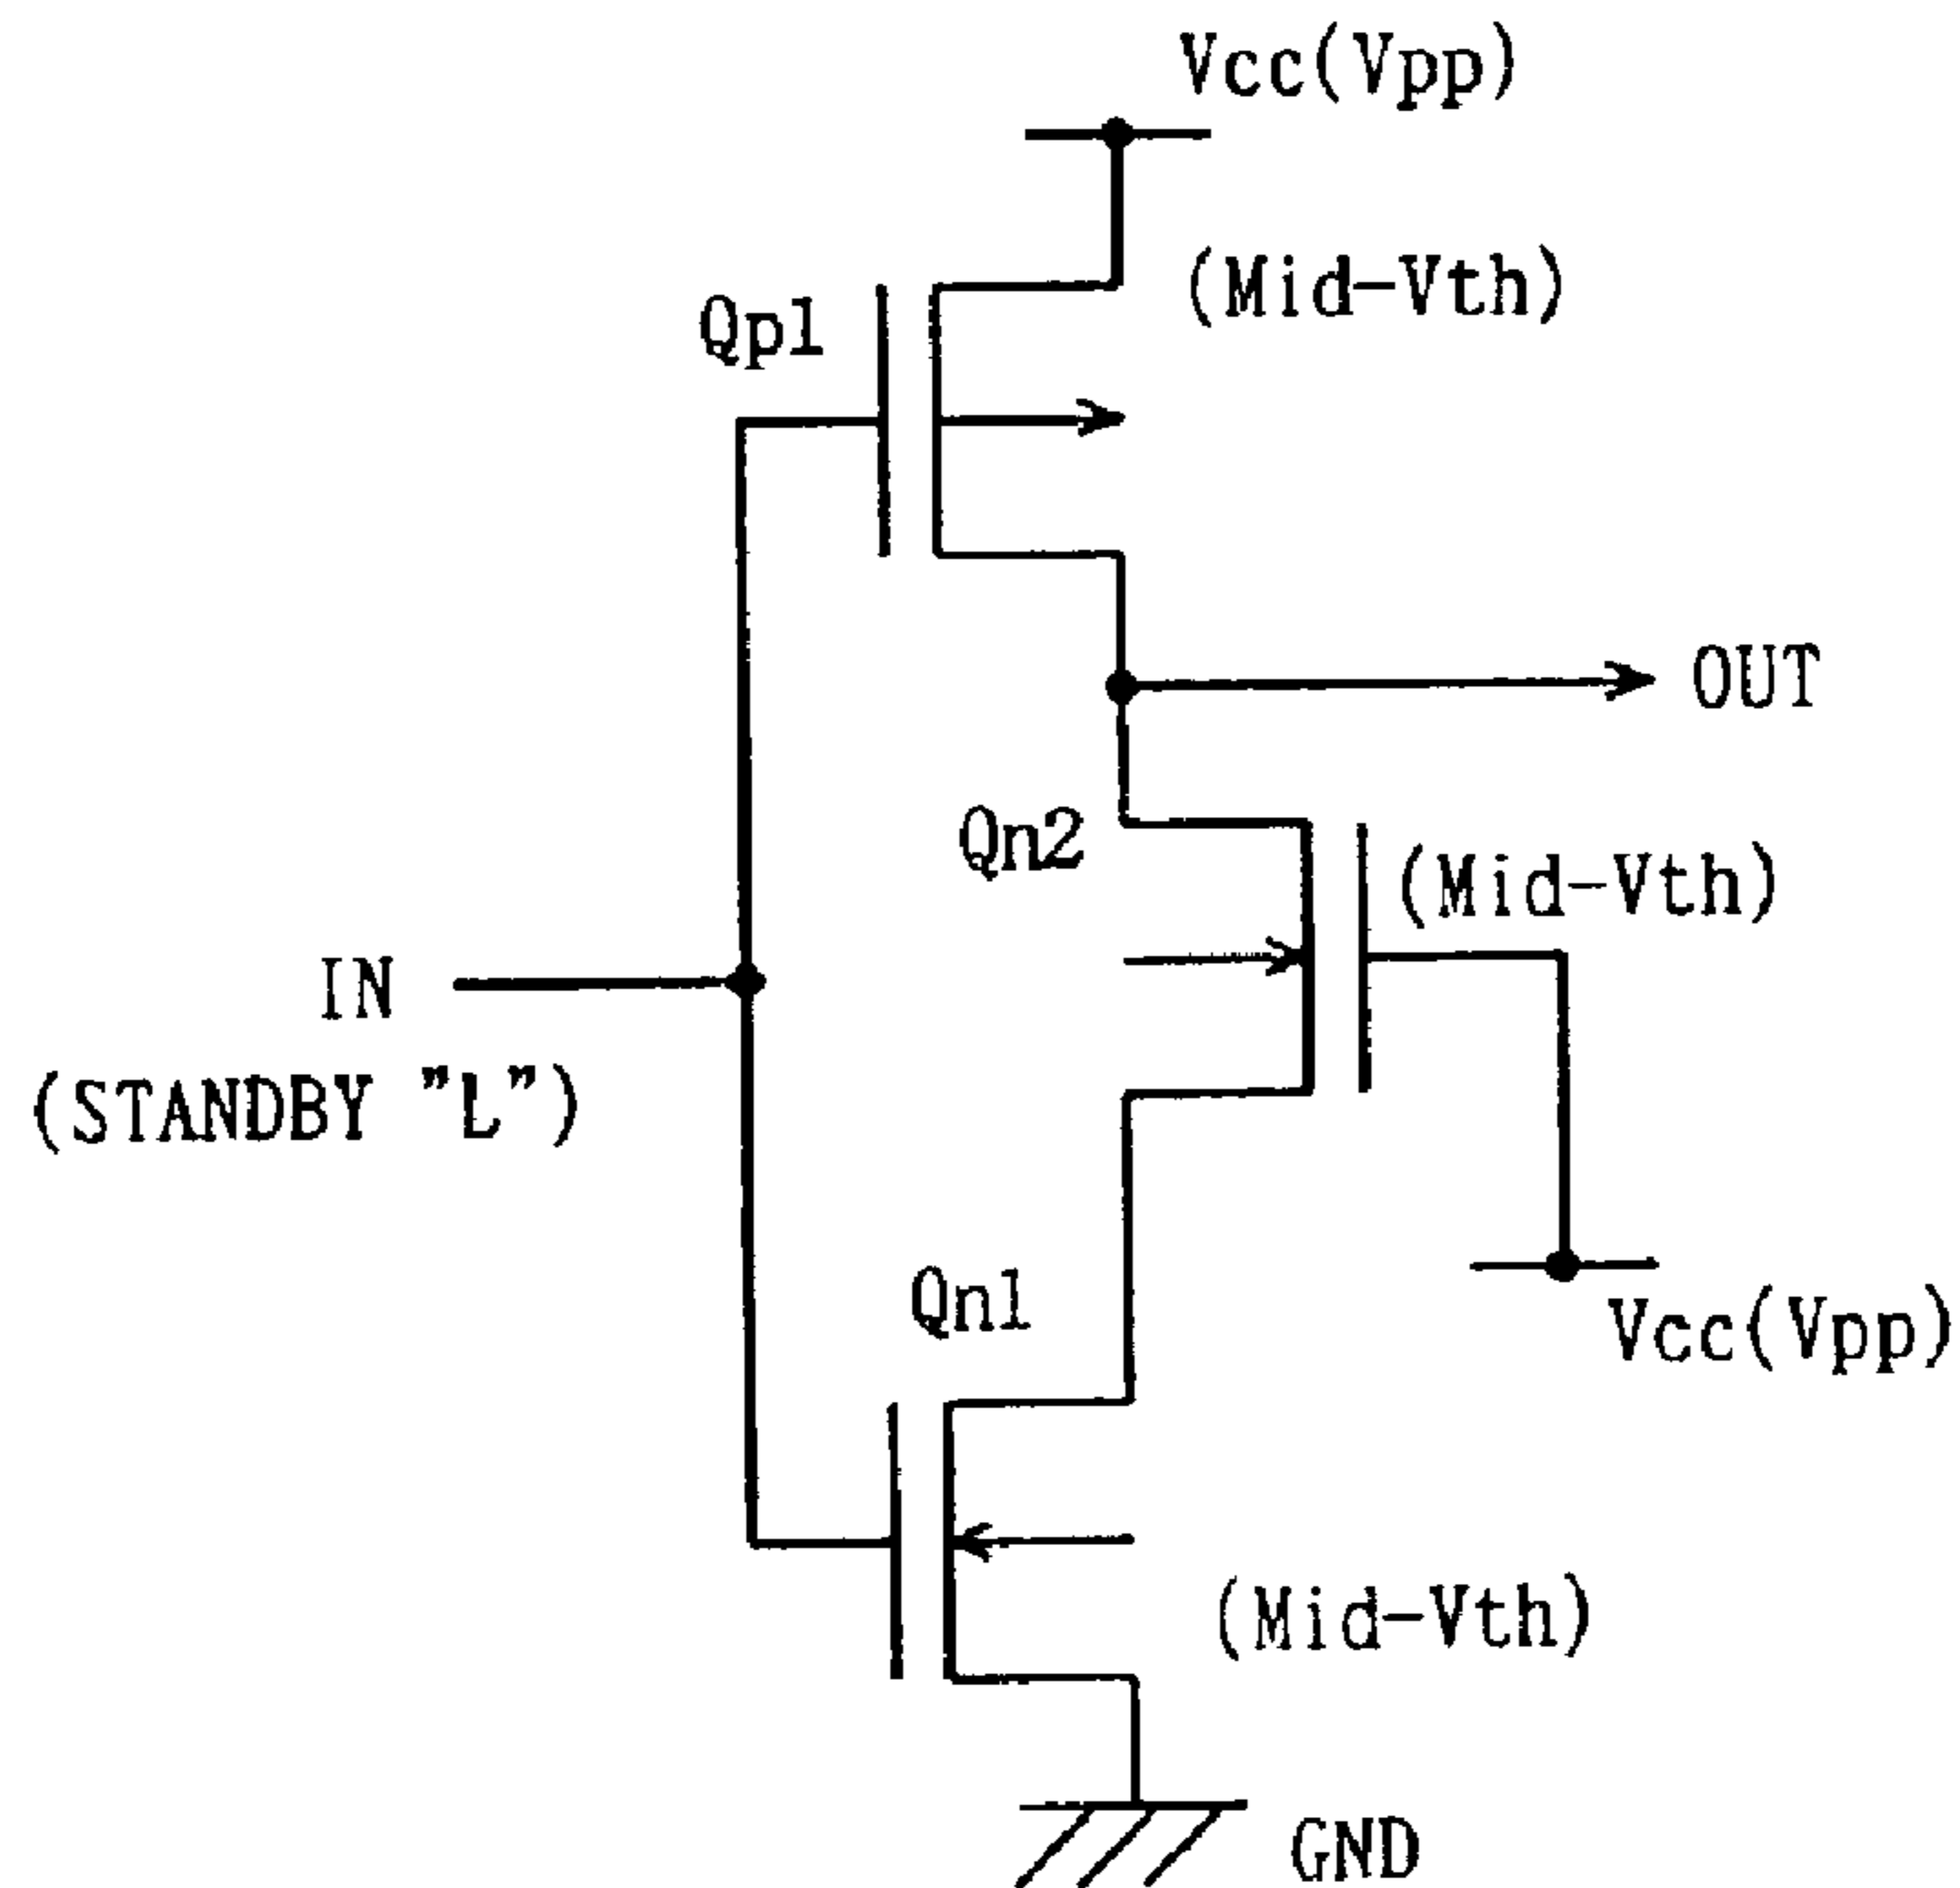 Vcc(Vpp)
(Mid-Vth)
Qp1
OUT
Qn2
(Mid-Vth)
IN
(STANDBY "L")
Qn1
Vcc(Vpp)
(Mid-Vth)
GND